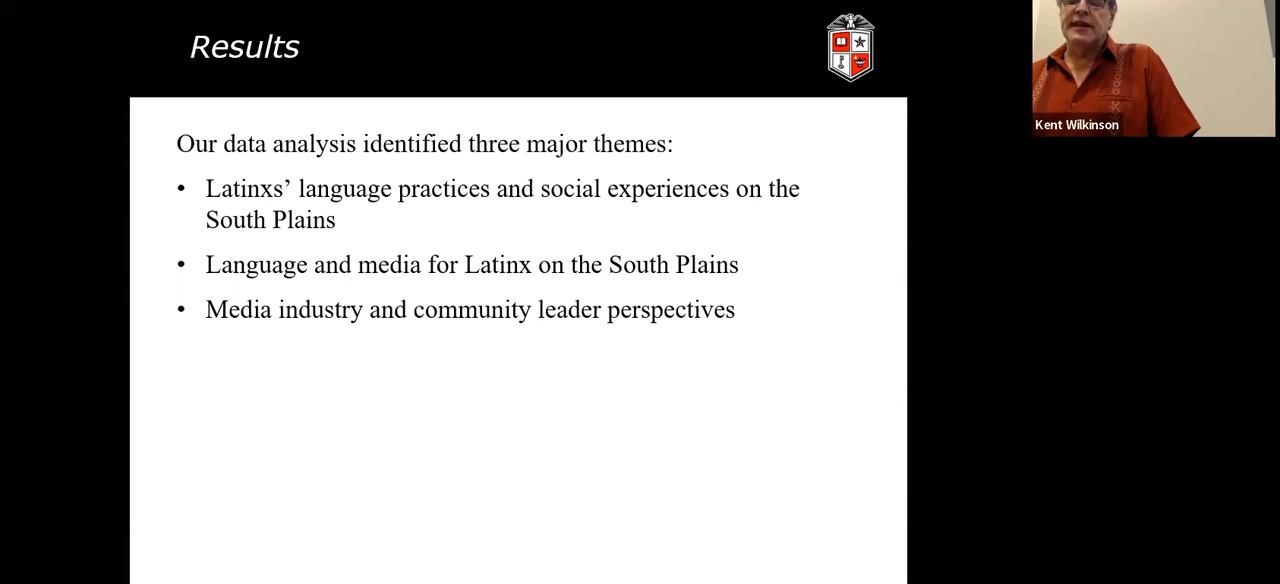 Results
Kent Wilkinson
Our data analysis identified three major themes:
• Latinxs’ language practices and social experiences on the
South Plains
• Language and media for Latinx on the South Plains
• Media industry and community leader perspectives